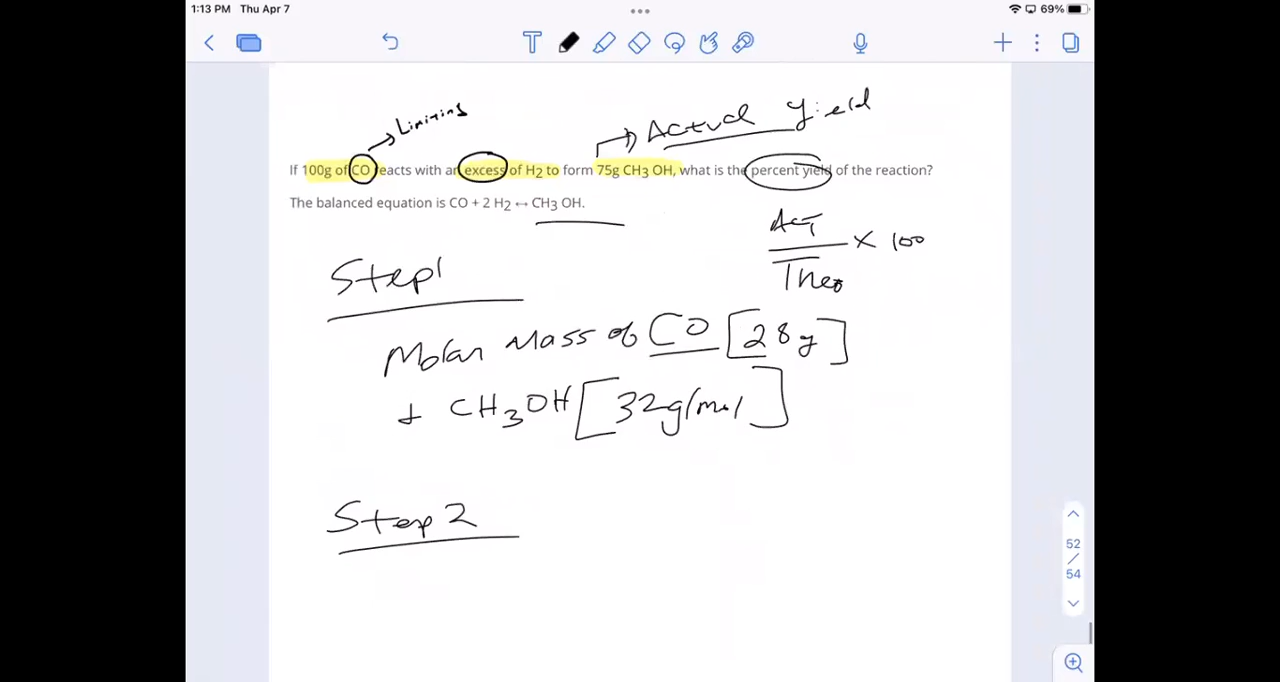 1:13 PM Thu Apr 7
69%
Actual Yield
Limiting
If 100g of CO reacts with an excess of H2 to form 75g CH3 OH, what is the percent yield of the reaction?
The balanced equation is CO + 2 H2 ↔ CH3 OH.
Act
Theo
× 100
Step1
Molar Mass of CO [28g]
+ CH3OH [32g/mol]
Step 2
52
/
54